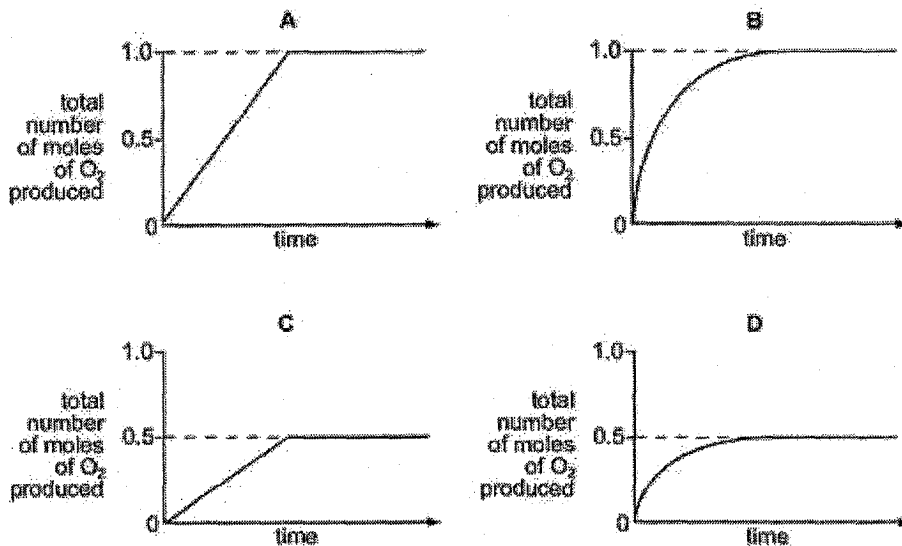 A
1.0
total
number
of moles
of O₂
produced
0.5
0
time
B
1.0
total
number
of moles
of O₂
produced
0.5
0
time
C
1.0
total
number
of moles
of O₂
produced
0.5
0
time
D
1.0
total
number
of moles
of O₂
produced
0.5
0
time